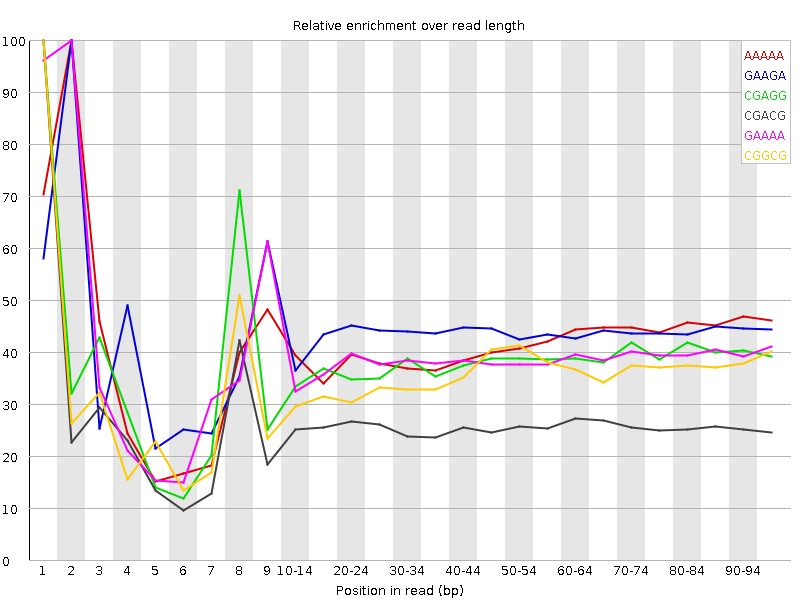 Relative enrichment over read length
100
90
80
70
60
50
40
30
20
10
0
AAAAA
GAAGA
CGAGG
CGACG
GAAAA
CGGCG
1 2 3 4 5 6 7 8 9 10-14 20-24 30-34 40-44 50-54 60-64 70-74 80-84 90-94
Position in read (bp)